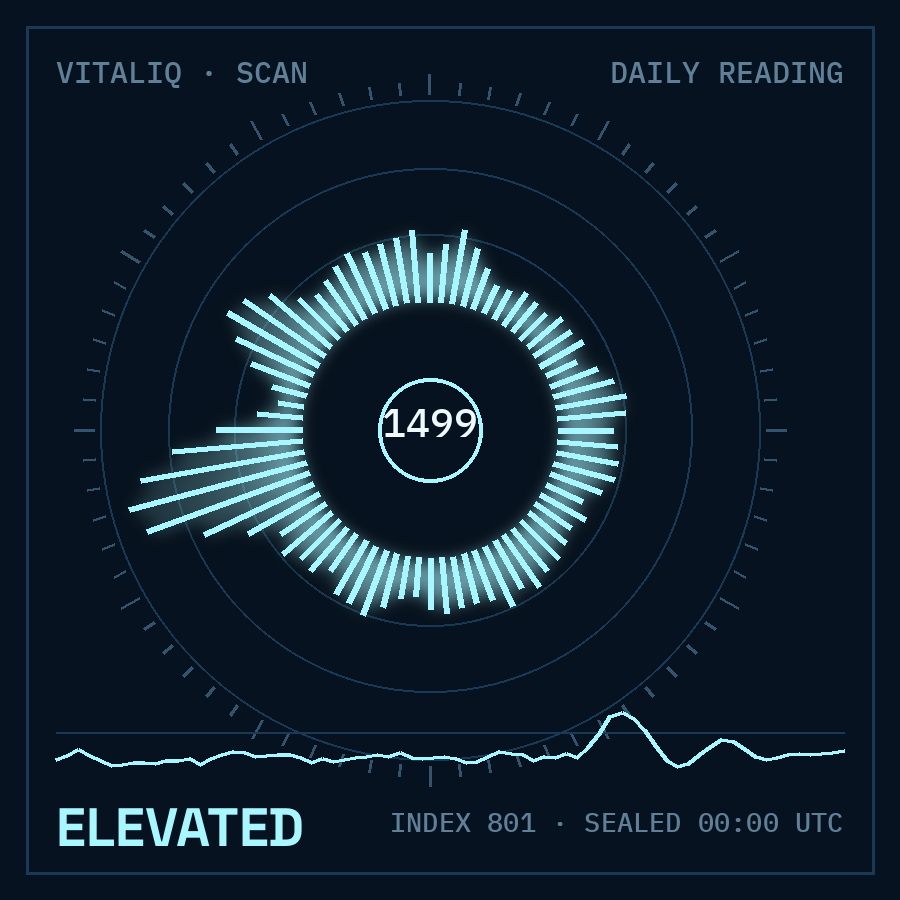 VITALIQ · SCAN
DAILY READING
1499
ELEVATED
INDEX 801 · SEALED 00:00 UTC